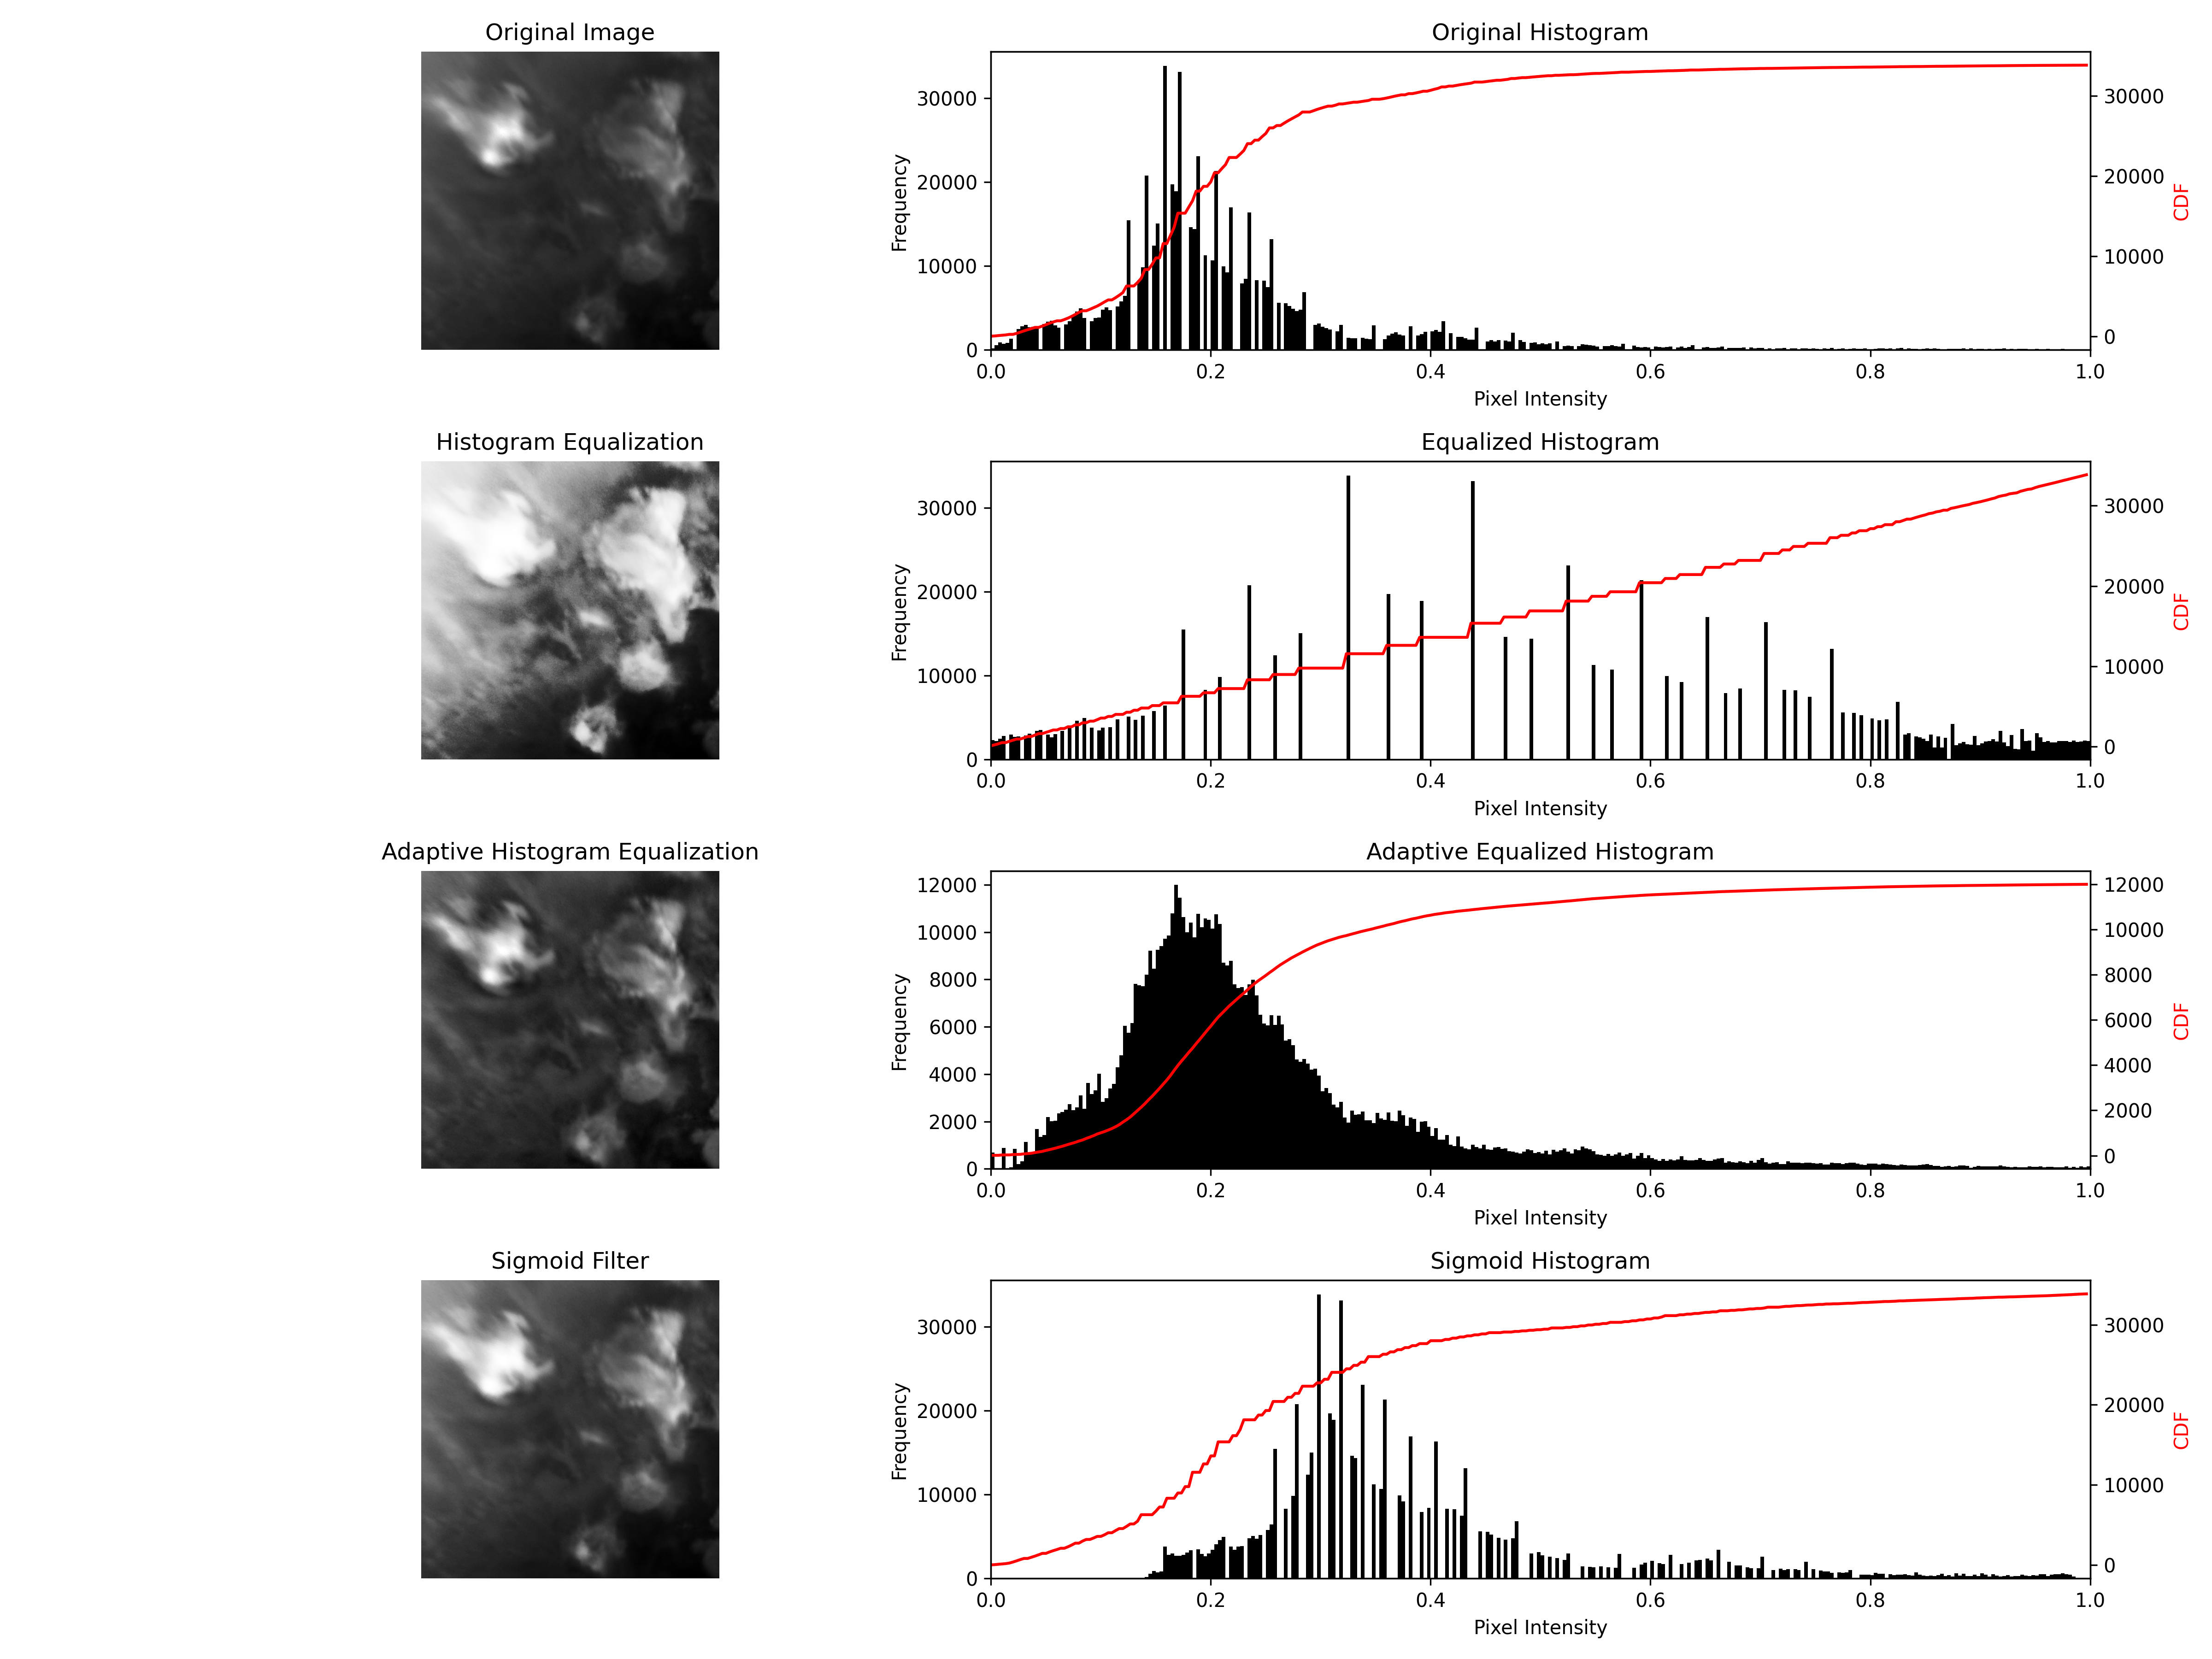 Original Image
Original Histogram
Frequency
30000
20000
10000
0
30000
20000
10000
0
CDF
0.0 0.2 0.4 0.6 0.8 1.0
Pixel Intensity
Histogram Equalization
Equalized Histogram
Frequency
30000
20000
10000
0
30000
20000
10000
0
CDF
0.0 0.2 0.4 0.6 0.8 1.0
Pixel Intensity
Adaptive Histogram Equalization
Adaptive Equalized Histogram
Frequency
12000
10000
8000
6000
4000
2000
0
12000
10000
8000
6000
4000
2000
0
CDF
0.0 0.2 0.4 0.6 0.8 1.0
Pixel Intensity
Sigmoid Filter
Sigmoid Histogram
Frequency
30000
20000
10000
0
30000
20000
10000
0
CDF
0.0 0.2 0.4 0.6 0.8 1.0
Pixel Intensity